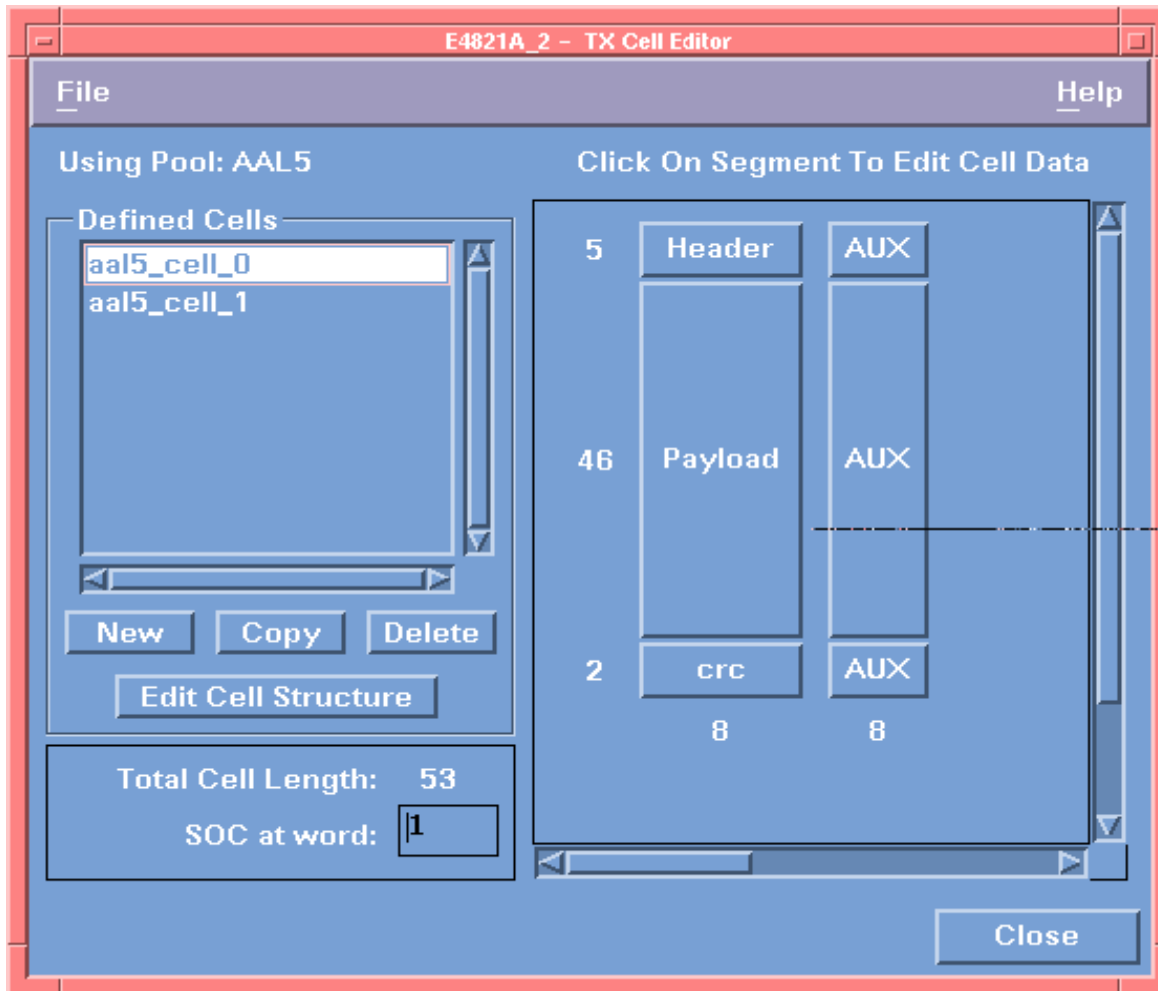 E4821A_2 – TX Cell Editor
File Help
Using Pool: AAL5
Click On Segment To Edit Cell Data
Defined Cells
aal5_cell_0
aal5_cell_1
New Copy Delete
Edit Cell Structure
Total Cell Length: 53
SOC at word: 1
5 Header AUX
46 Payload AUX
2 crc AUX
8 8
Close